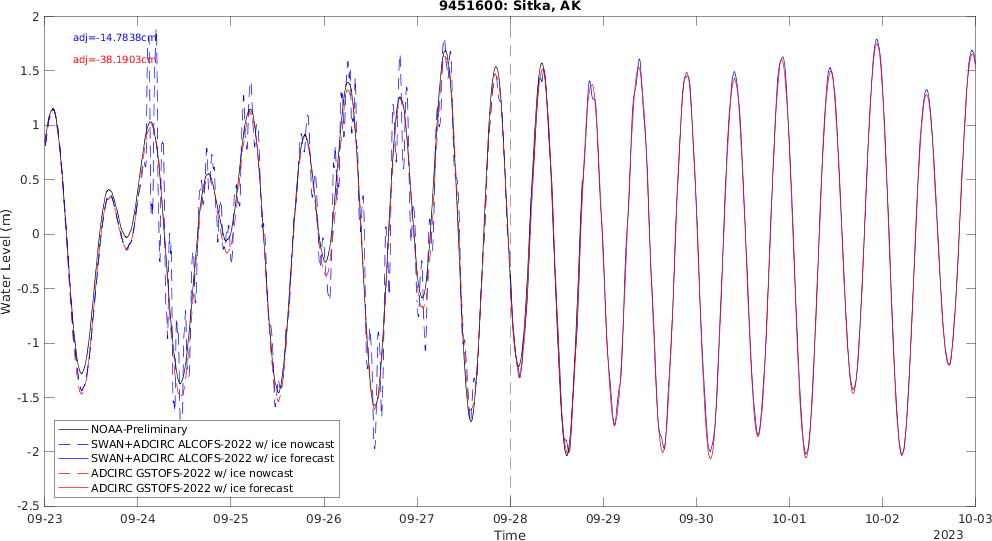 9451600: Sitka, AK
adj=-14.7838cm
adj=-38.1903cm
Water Level (m)
2
1.5
1
0.5
0
-0.5
-1
-1.5
-2
-2.5
NOAA-Preliminary
SWAN+ADCIRC ALCOFS-2022 w/ ice nowcast
SWAN+ADCIRC ALCOFS-2022 w/ ice forecast
ADCIRC GSTOFS-2022 w/ ice nowcast
ADCIRC GSTOFS-2022 w/ ice forecast
09-23 09-24 09-25 09-26 09-27 09-28 09-29 09-30 10-01 10-02 10-03
Time
2023